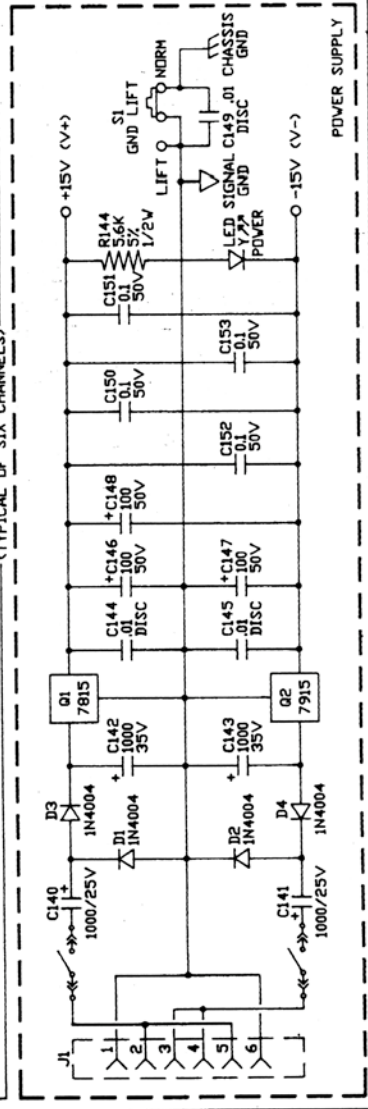 (TYPICAL OF SIX CHANNELS)
J1
1
2
3
4
5
6
C140
+
1000/25V
D3
1N4004
D1
1N4004
+
C142
1000
35V
Q1
7815
C144
.01
DISC
+C146
100
50V
+C148
100
50V
C150
0.1
50V
C151
0.1
50V
R144
5.6K
5%
1/2W
+15V (V+)
LIFT
S1
GND LIFT
NORM
C149 .01
DISC
CHASSIS
GND
SIGNAL
GND
C141
+
1000/25V
D2
1N4004
D4
1N4004
+
C143
1000
35V
Q2
7915
C145
.01
DISC
+C147
100
50V
C152
0.1
50V
C153
0.1
50V
LED
Y
POWER
-15V (V-)
POWER SUPPLY